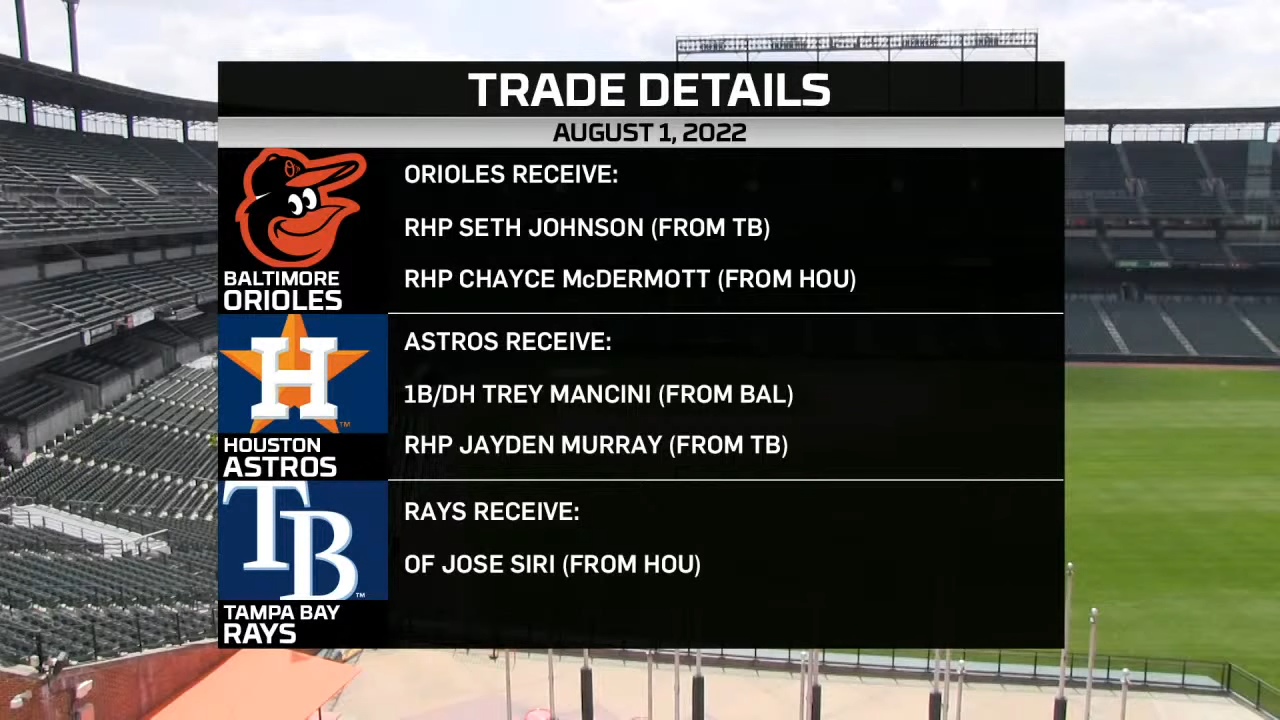 TRADE DETAILS
AUGUST 1, 2022
BALTIMORE
ORIOLES
ORIOLES RECEIVE:
RHP SETH JOHNSON (FROM TB)
RHP CHAYCE McDERMOTT (FROM HOU)
H
TM
HOUSTON
ASTROS
ASTROS RECEIVE:
1B/DH TREY MANCINI (FROM BAL)
RHP JAYDEN MURRAY (FROM TB)
TB
TM
TAMPA BAY
RAYS
RAYS RECEIVE:
OF JOSE SIRI (FROM HOU)